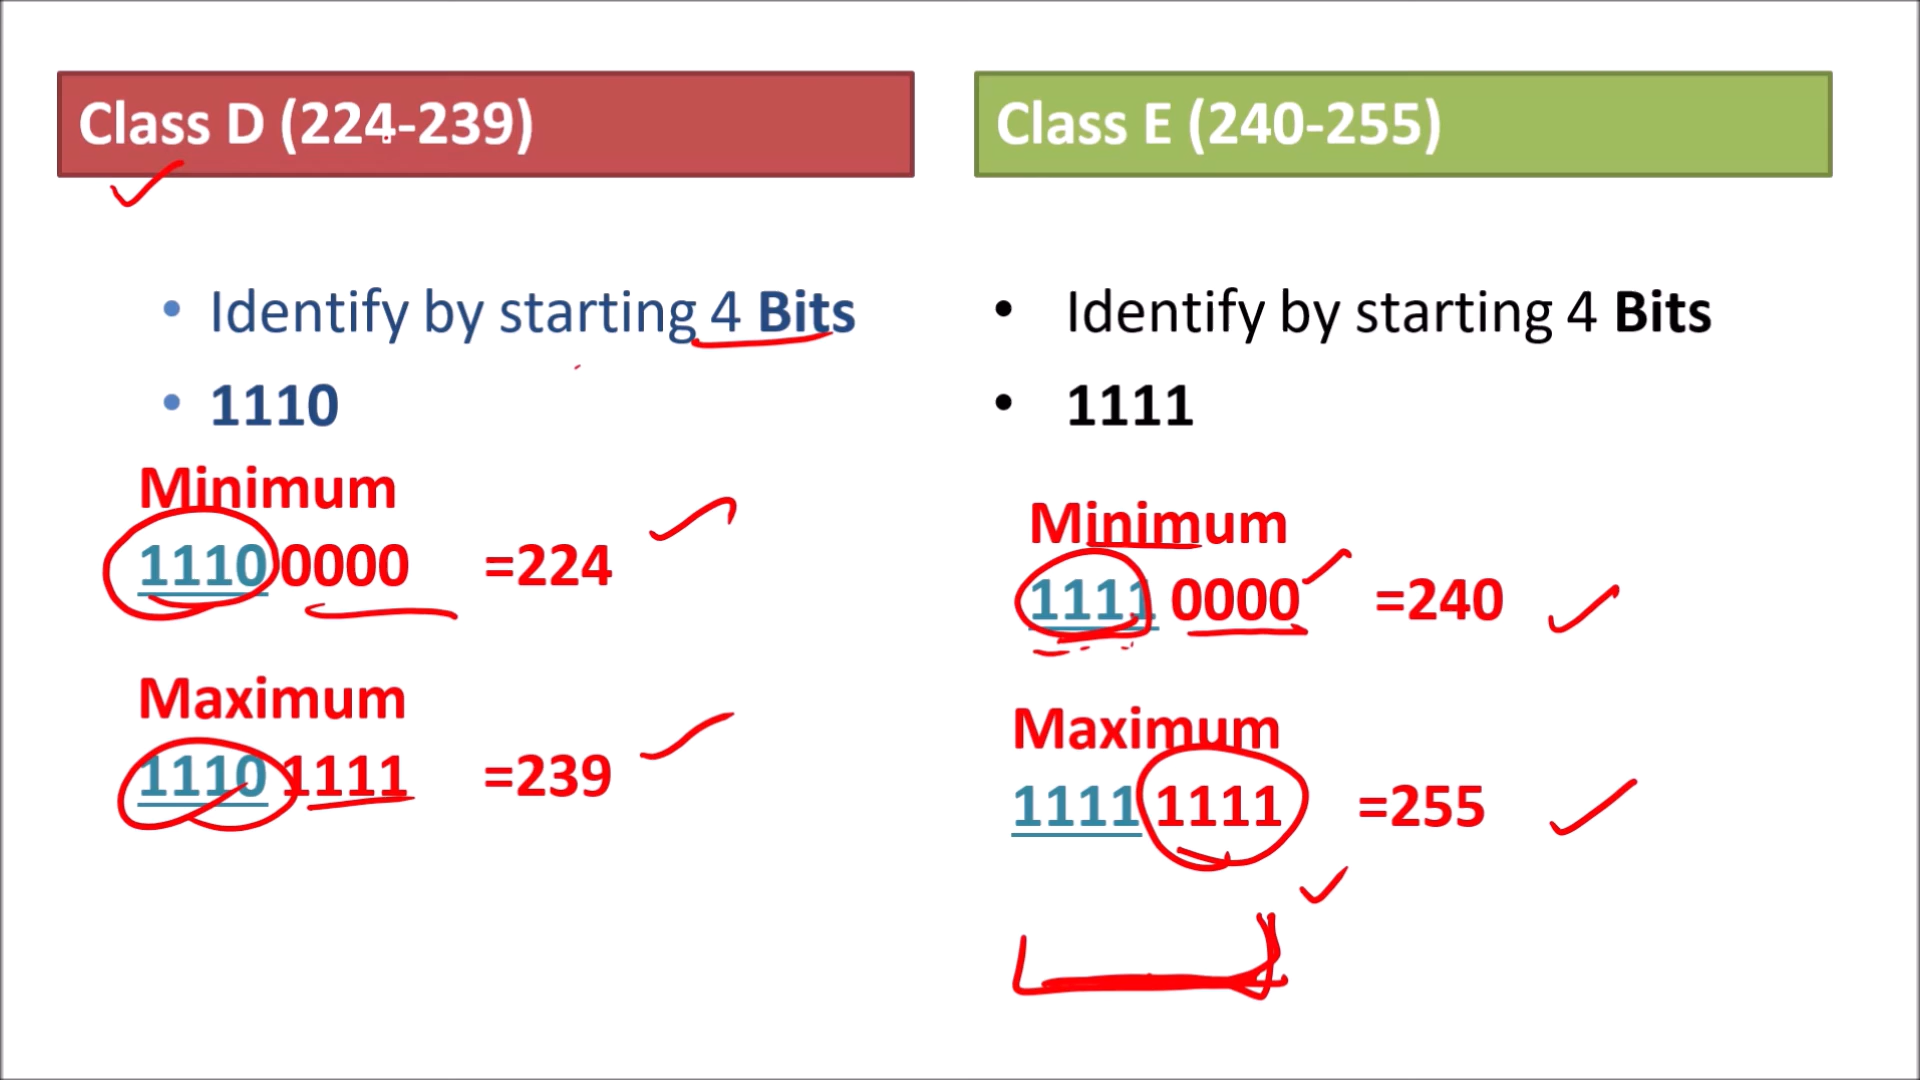 Class D (224-239)
• Identify by starting 4 Bits
• 1110
Minimum
1110 0000 =224
Maximum
1110 1111 =239
Class E (240-255)
• Identify by starting 4 Bits
• 1111
Minimum
1111 0000 =240
Maximum
1111 1111 =255